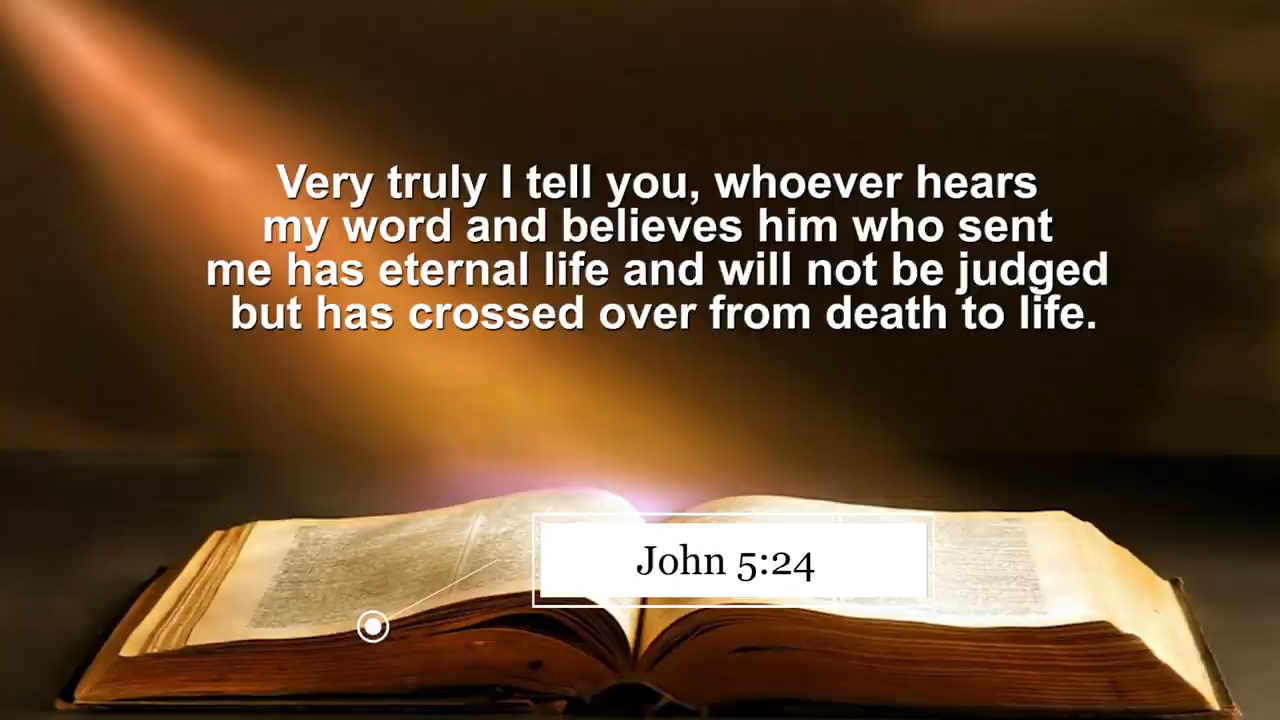 Very truly I tell you, whoever hears
my word and believes him who sent
me has eternal life and will not be judged
but has crossed over from death to life.
John 5:24